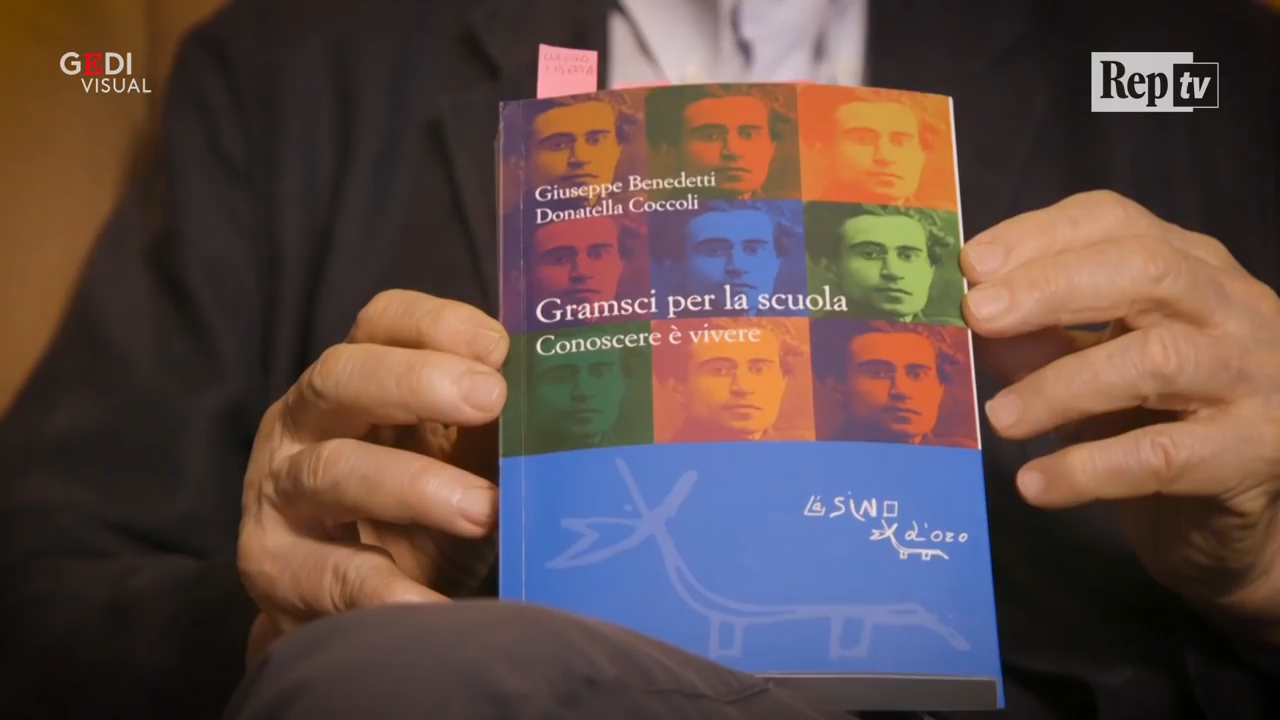 GEDI
VISUAL
Rep tv
Giuseppe Benedetti
Donatella Coccoli
Gramsci per la scuola
Conoscere è vivere
L'aSiNO
d'oro